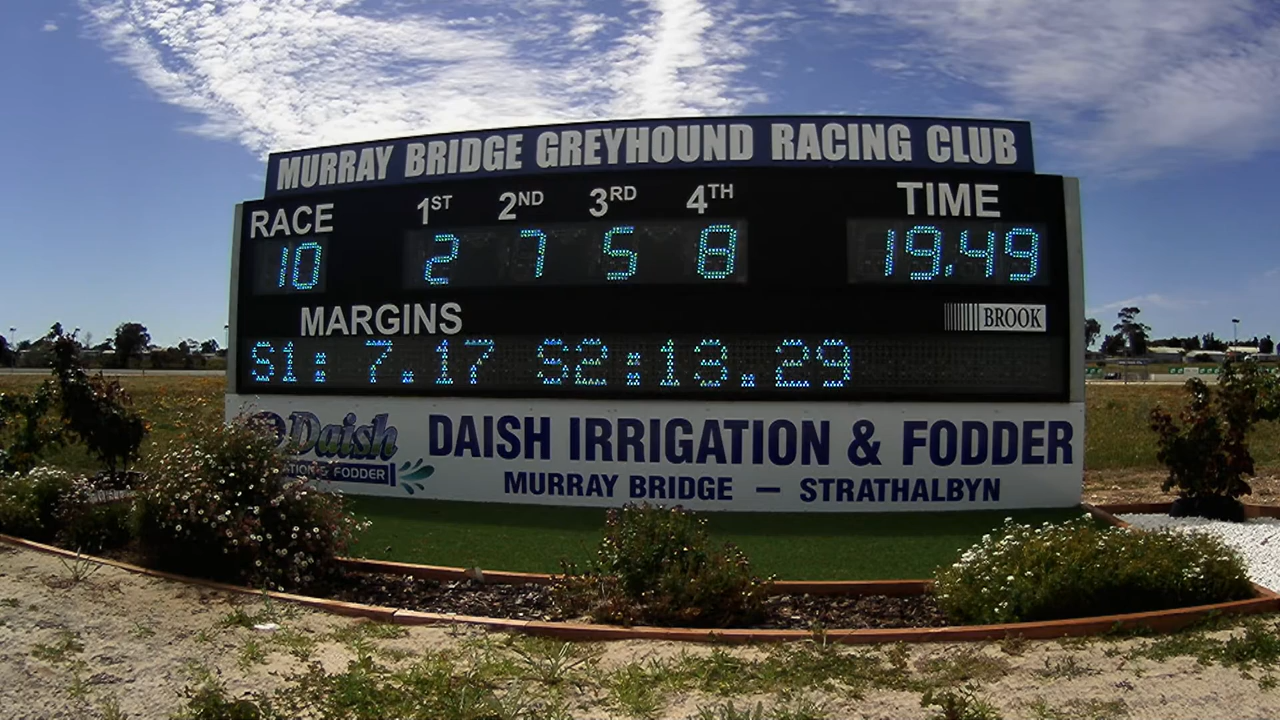 MURRAY BRIDGE GREYHOUND RACING CLUB
RACE 1ST 2ND 3RD 4TH TIME
10 2 7 5 8 19.49
MARGINS BROOK
S1: 7.17 S2:13.29
Daish DAISH IRRIGATION & FODDER
& FODDER MURRAY BRIDGE — STRATHALBYN